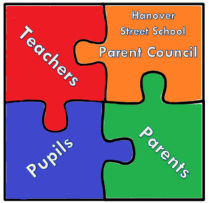 Teachers
Hanover
Street School
Parent Council
Pupils
Parents